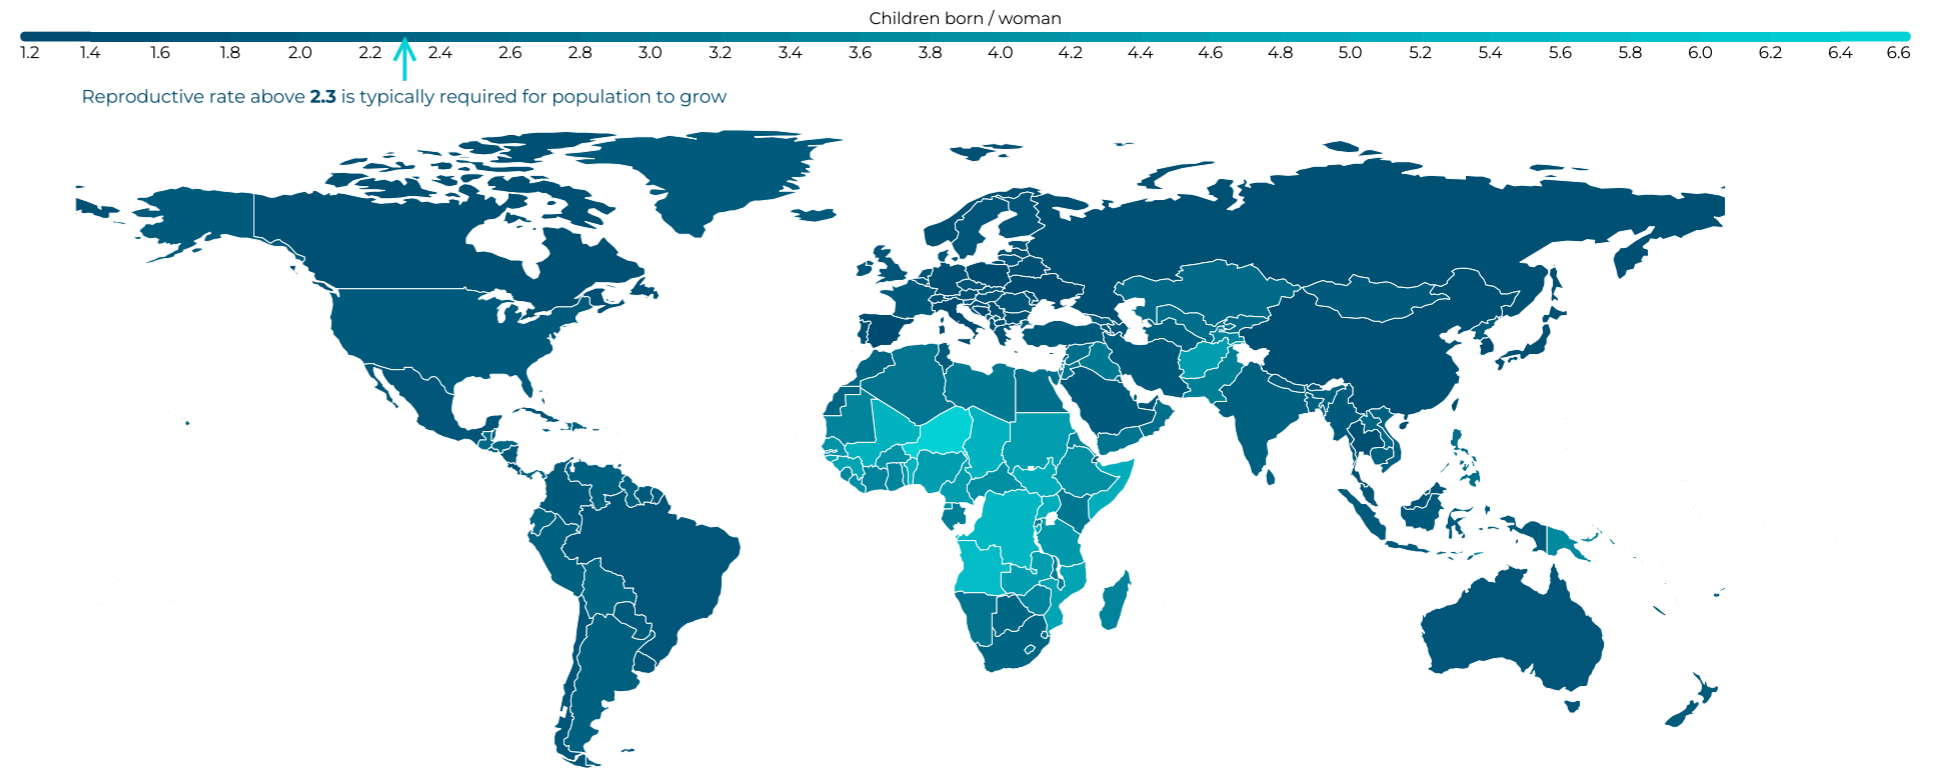 Children born / woman
1.2 1.4 1.6 1.8 2.0 2.2 2.4 2.6 2.8 3.0 3.2 3.4 3.6 3.8 4.0 4.2 4.4 4.6 4.8 5.0 5.2 5.4 5.6 5.8 6.0 6.2 6.4 6.6
Reproductive rate above 2.3 is typically required for population to grow